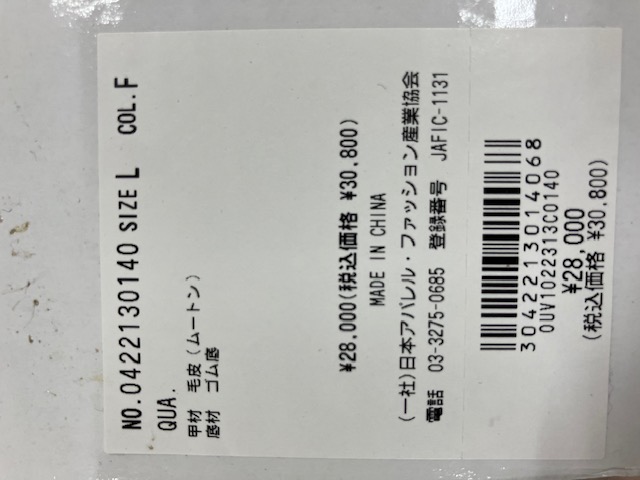 NO.0422130140 SIZE L COL.F
QUA.
甲材 毛皮(ムートン)
底材 ゴム底
¥28,000(税込価格 ¥30,800)
MADE IN CHINA
(一社)日本アパレル・ファッション産業協会
電話 03-3275-0685 登録番号 JAFIC-1131
3042213014068
0UV1022313C0140
¥28,000
(税込価格 ¥30,800)